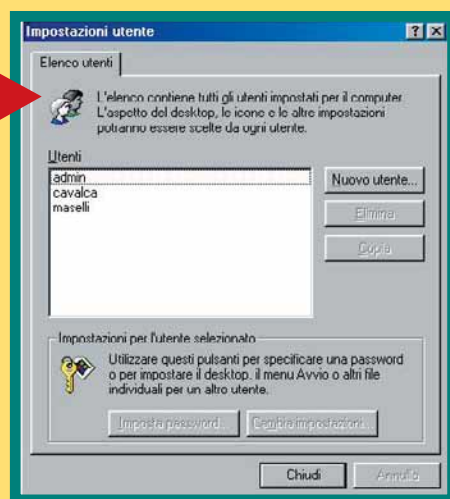 Impostazioni utente
Elenco utenti
L'elenco contiene tutti gli utenti impostati per il computer.
L'aspetto del desktop, le icone e le altre impostazioni
potranno essere scelte da ogni utente.
Utenti
admin
cavalca
maselli
Nuovo utente...
Elimina
Copia
Impostazioni per l'utente selezionato
Utilizzare questi pulsanti per specificare una password
o per impostare il desktop, il menu Avvio o altri file
individuali per un altro utente.
Imposta password...
Cambia impostazioni...
Chiudi
Annulla